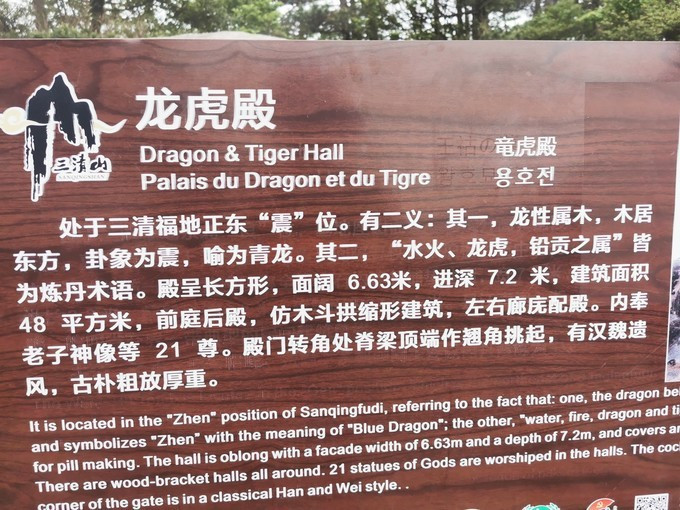 龙虎殿
三清山
SANQINGSHAN
Dragon & Tiger Hall 竜虎殿
Palais du Dragon et du Tigre 용호전
处于三清福地正东“震”位。有二义：其一，龙性属木，木居
东方，卦象为震，喻为青龙。其二，“水火、龙虎，铅贡之属”皆
为炼丹术语。殿呈长方形，面阔 6.63米，进深 7.2 米，建筑面积
48 平方米，前庭后殿，仿木斗拱缩形建筑，左右廊庑配殿。内奉
老子神像等 21 尊。殿门转角处脊梁顶端作翘角挑起，有汉魏遗
风，古朴粗放厚重。
It is located in the "Zhen" position of Sanqingfudi, referring to the fact that: one, the dragon
and symbolizes "Zhen" with the meaning of "Blue Dragon"; the other, "water, fire, dragon and
for pill making. The hall is oblong with a facade width of 6.63m and a depth of 7.2m, and covers
There are wood-bracket halls all around. 21 statues of Gods are worshiped in the halls. The
corner of the gate is in a classical Han and Wei style. .